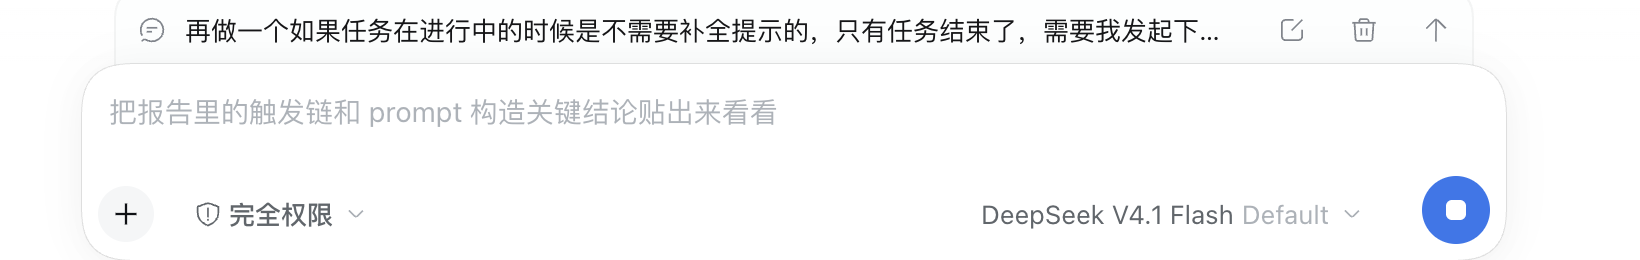 再做一个如果任务在进行中的时候是不需要补全提示的，只有任务结束了，需要我发起下...
把报告里的触发链和 prompt 构造关键结论贴出来看看
完全权限
DeepSeek V4.1 Flash Default